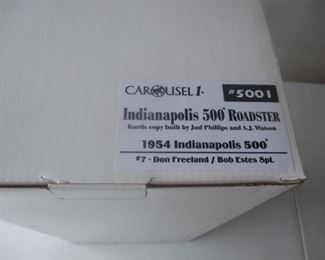 CAROUSEL 1
#5001
Indianapolis 500® ROADSTER
Kurtis copy built by Jud Phillips and A.J. Watson
1954 Indianapolis 500®
#7 - Don Freeland / Bob Estes Spl.